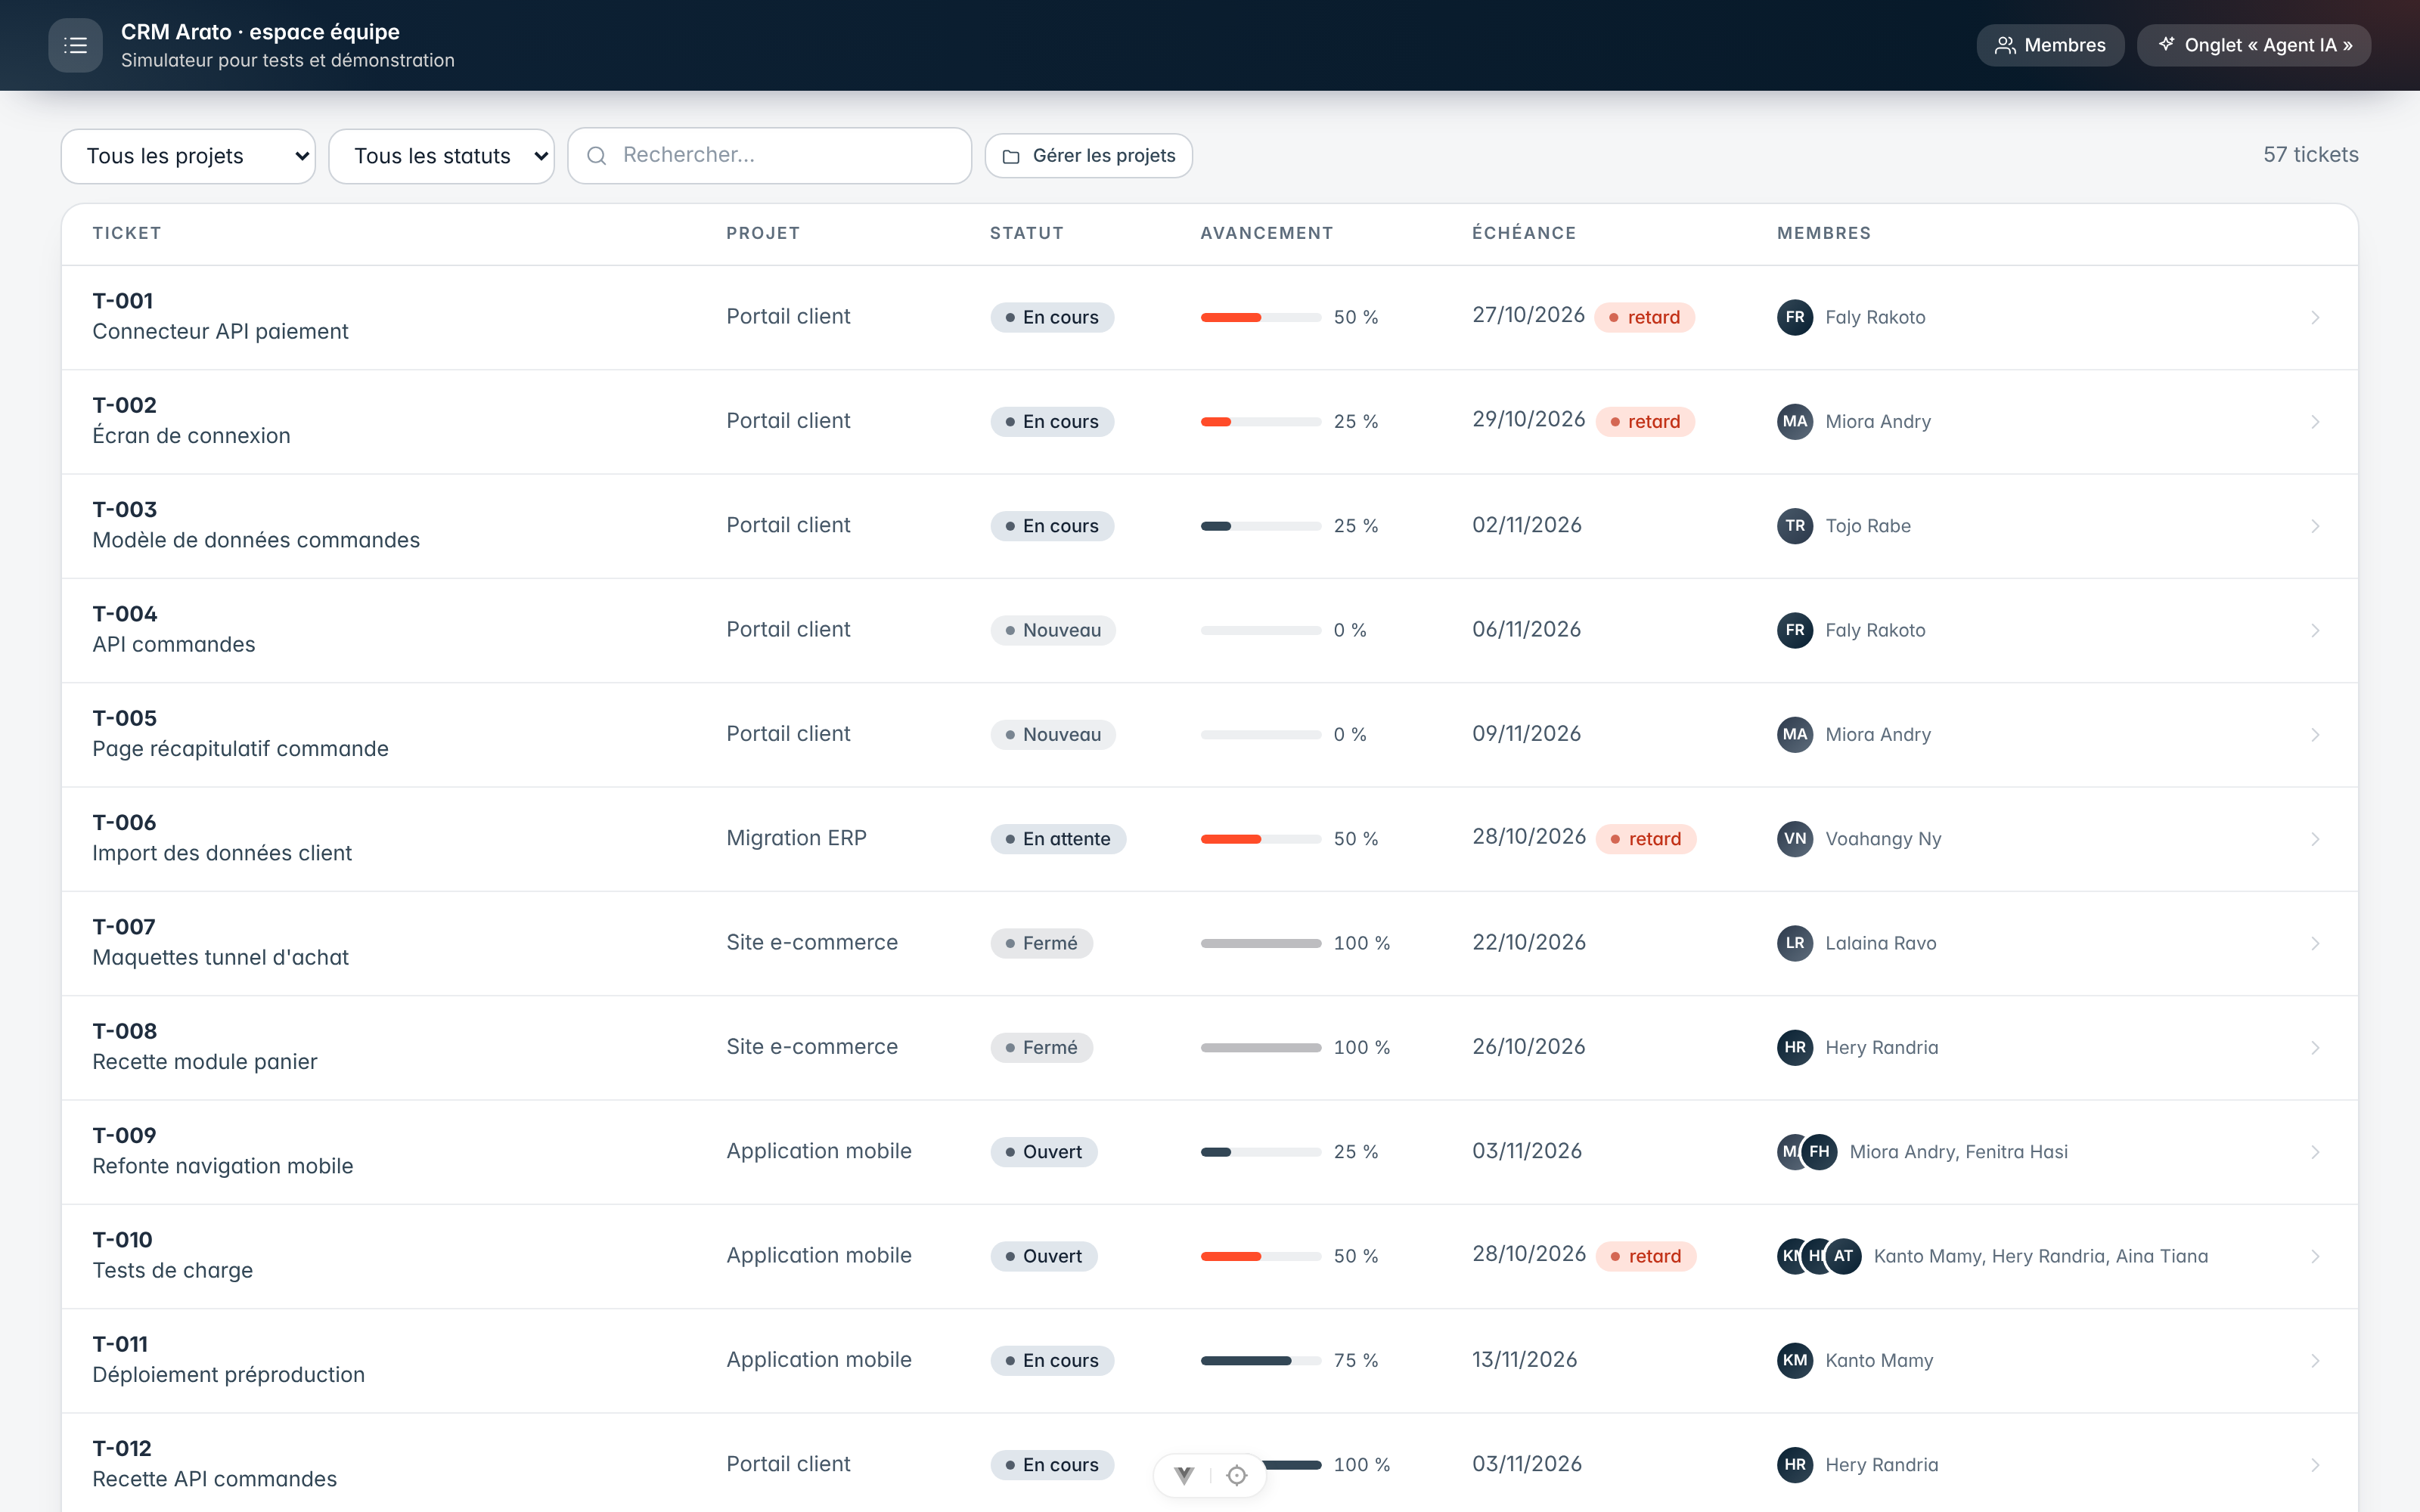 CRM Arato · espace équipe
Simulateur pour tests et démonstration
Membres
Onglet « Agent IA »
Tous les projets
Tous les statuts
Rechercher...
Gérer les projets
57 tickets
TICKET PROJET STATUT AVANCEMENT ÉCHÉANCE MEMBRES
T-001
Connecteur API paiement
Portail client En cours 50 % 27/10/2026 retard FR Faly Rakoto
T-002
Écran de connexion
Portail client En cours 25 % 29/10/2026 retard MA Miora Andry
T-003
Modèle de données commandes
Portail client En cours 25 % 02/11/2026 TR Tojo Rabe
T-004
API commandes
Portail client Nouveau 0 % 06/11/2026 FR Faly Rakoto
T-005
Page récapitulatif commande
Portail client Nouveau 0 % 09/11/2026 MA Miora Andry
T-006
Import des données client
Migration ERP En attente 50 % 28/10/2026 retard VN Voahangy Ny
T-007
Maquettes tunnel d'achat
Site e-commerce Fermé 100 % 22/10/2026 LR Lalaina Ravo
T-008
Recette module panier
Site e-commerce Fermé 100 % 26/10/2026 HR Hery Randria
T-009
Refonte navigation mobile
Application mobile Ouvert 25 % 03/11/2026 FH Miora Andry, Fenitra Hasi
T-010
Tests de charge
Application mobile Ouvert 50 % 28/10/2026 retard AT Kanto Mamy, Hery Randria, Aina Tiana
T-011
Déploiement préproduction
Application mobile En cours 75 % 13/11/2026 KM Kanto Mamy
T-012
Recette API commandes
Portail client En cours 100 % 03/11/2026 HR Hery Randria